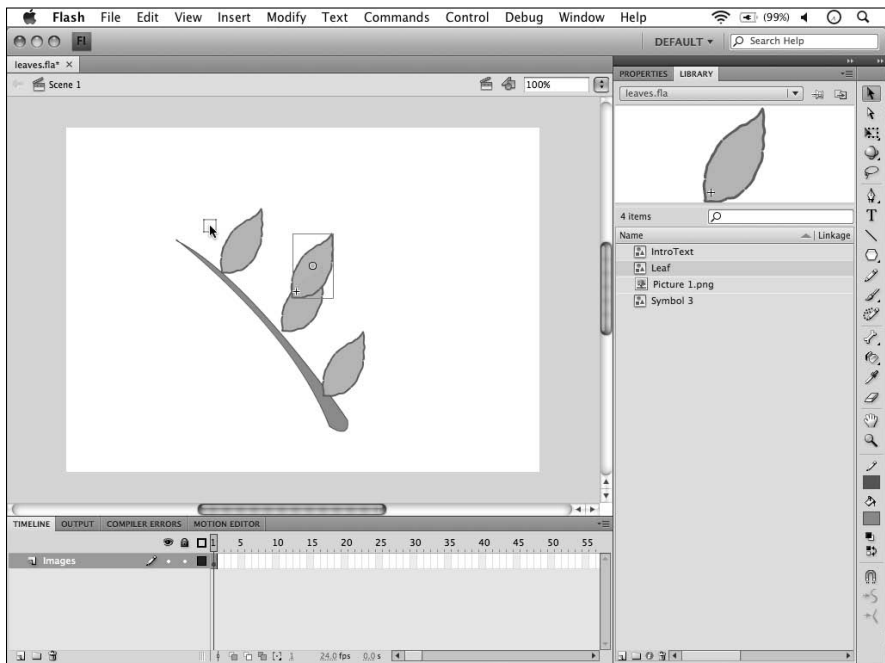 Flash File Edit View Insert Modify Text Commands Control Debug Window Help (99%)
Fl DEFAULT Search Help
leaves.fla* ×
Scene 1 100%
PROPERTIES LIBRARY
leaves.fla
4 items
Name Linkage
IntroText
Leaf
Picture 1.png
Symbol 3
TIMELINE OUTPUT COMPILER ERRORS MOTION EDITOR
1 5 10 15 20 25 30 35 40 45 50 55
Images
1 24.0 fps 0.0 s